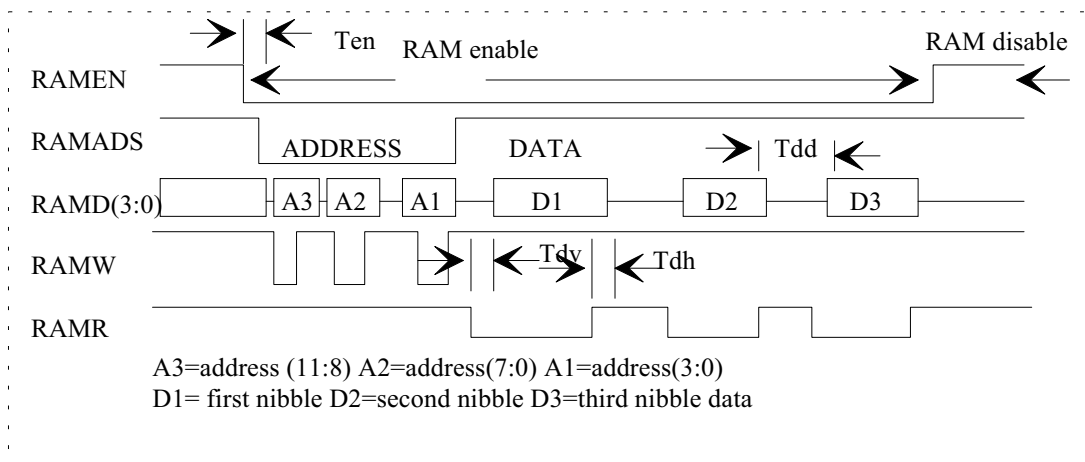 Ten
RAM enable
RAM disable
RAMEN
RAMADS
ADDRESS
DATA
Tdd
RAMD(3:0)
A3
A2
A1
D1
D2
D3
RAMW
Tdv
Tdh
RAMR
A3=address (11:8) A2=address(7:0) A1=address(3:0)
D1= first nibble D2=second nibble D3=third nibble data